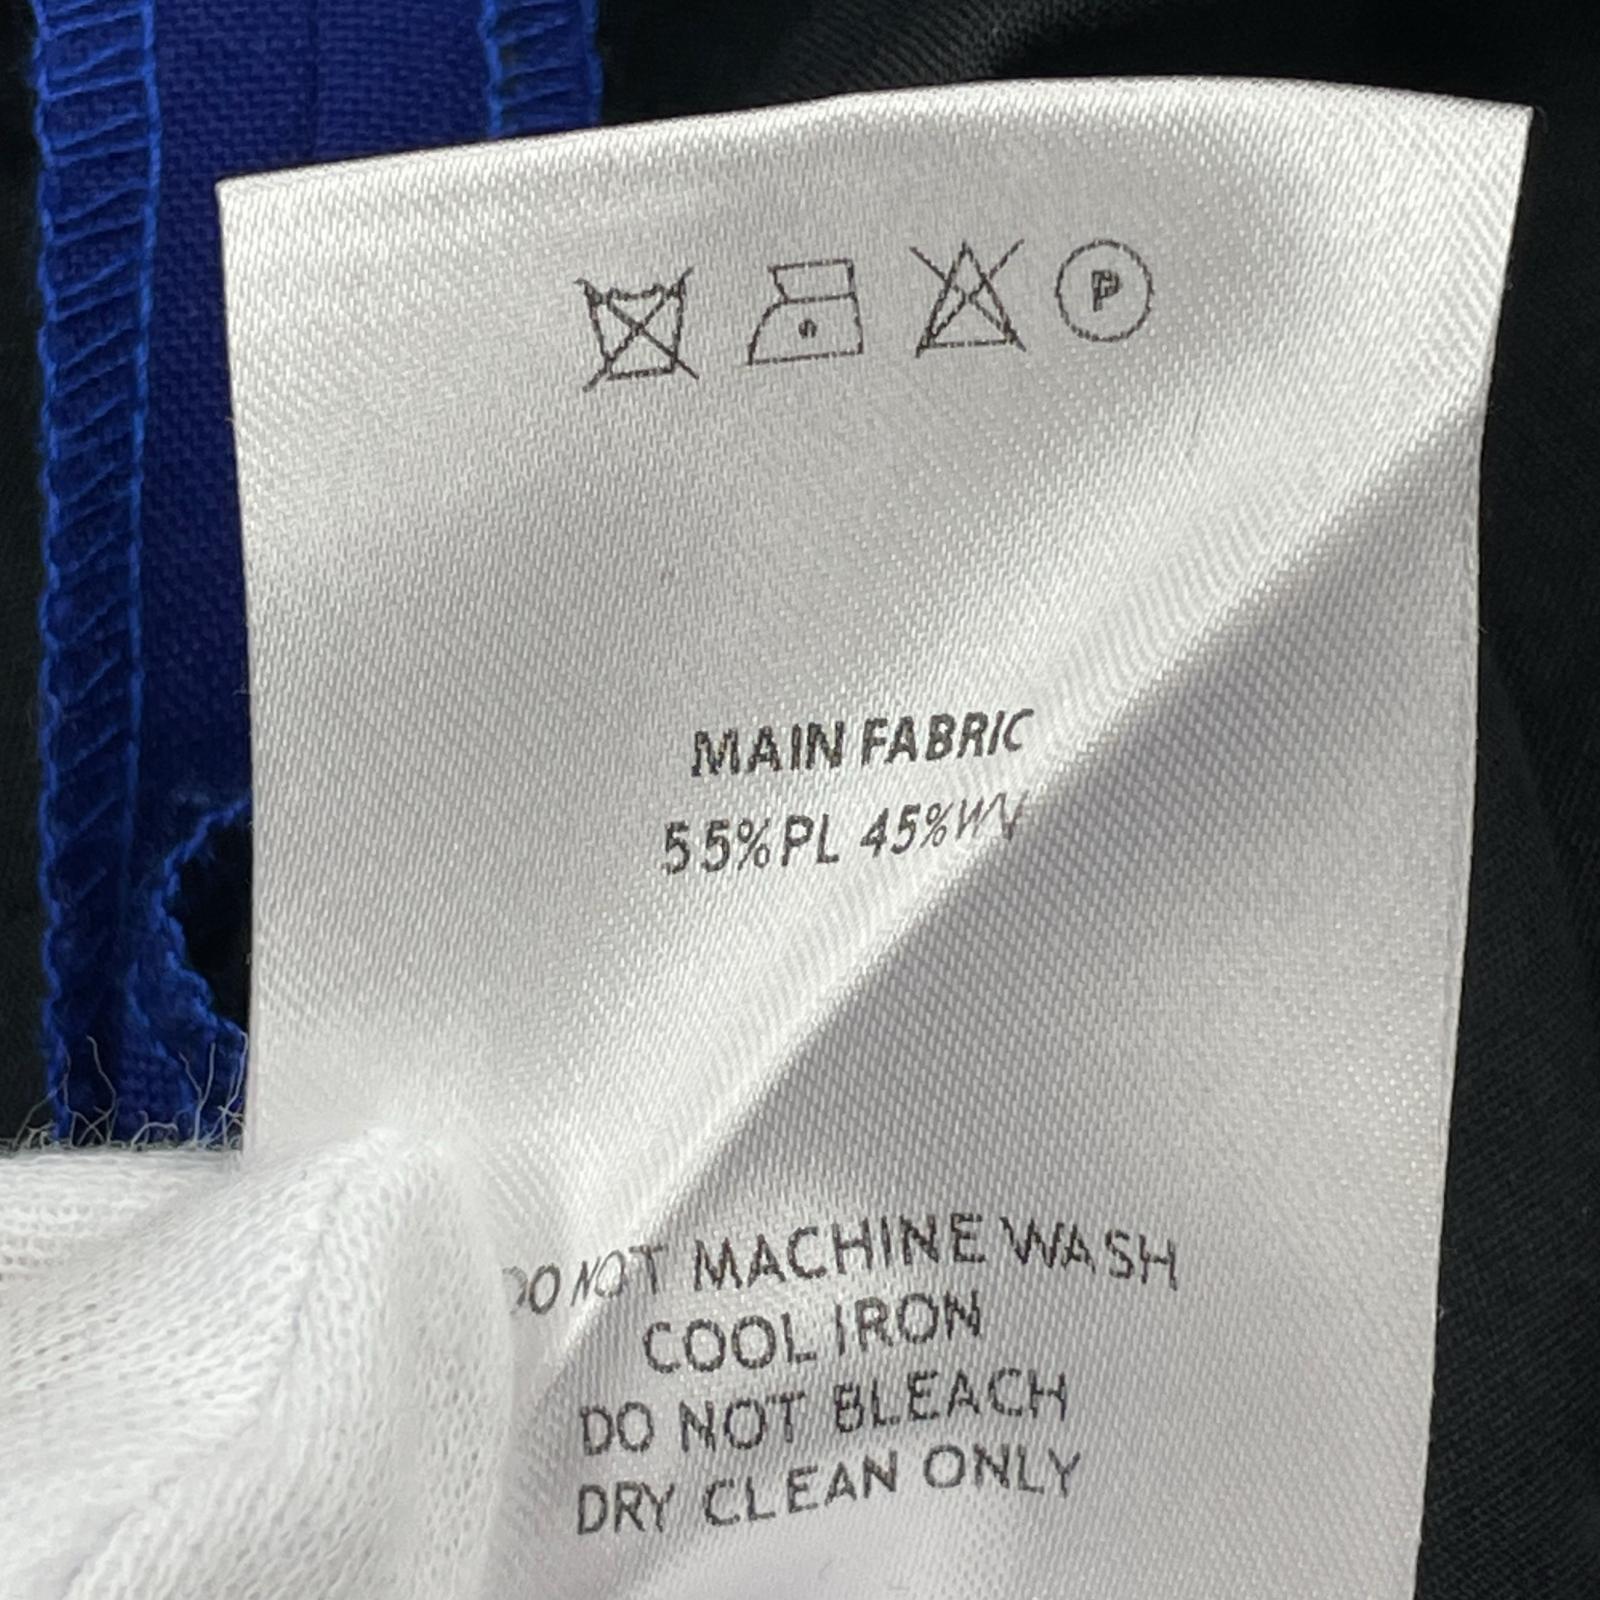 P
MAIN FABRIC
55% PL 45% WV
DO NOT MACHINE WASH
COOL IRON
DO NOT BLEACH
DRY CLEAN ONLY